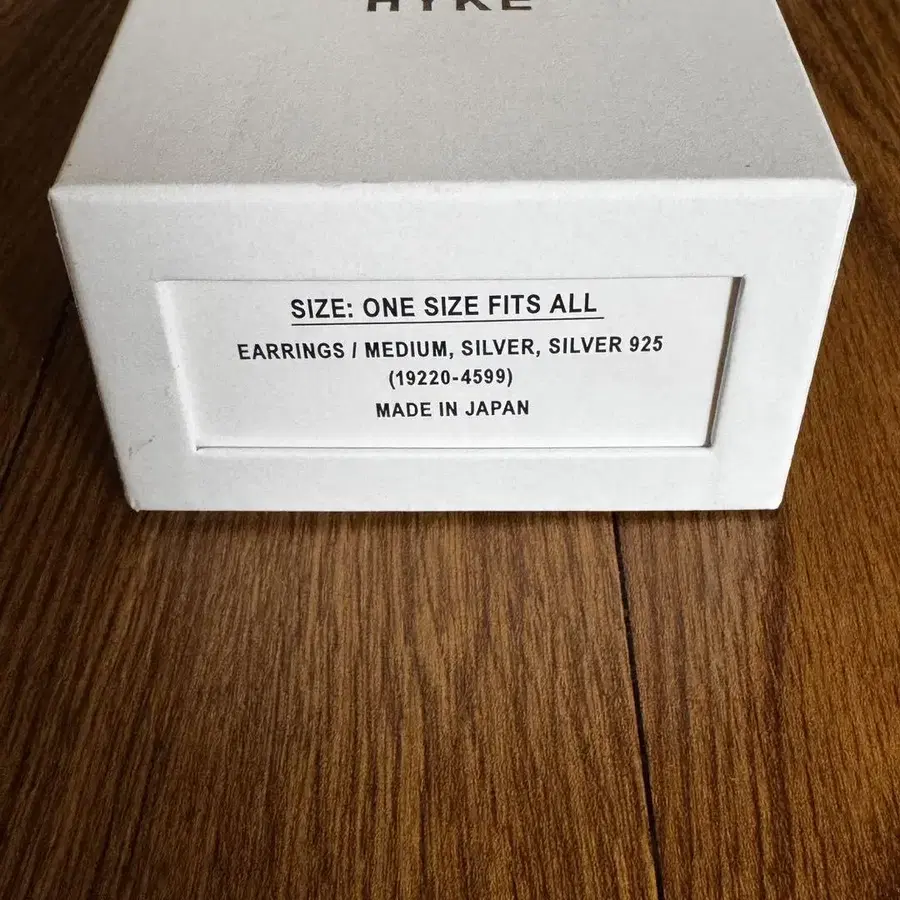 HYKE
SIZE: ONE SIZE FITS ALL
EARRINGS / MEDIUM, SILVER, SILVER 925
(19220-4599)
MADE IN JAPAN